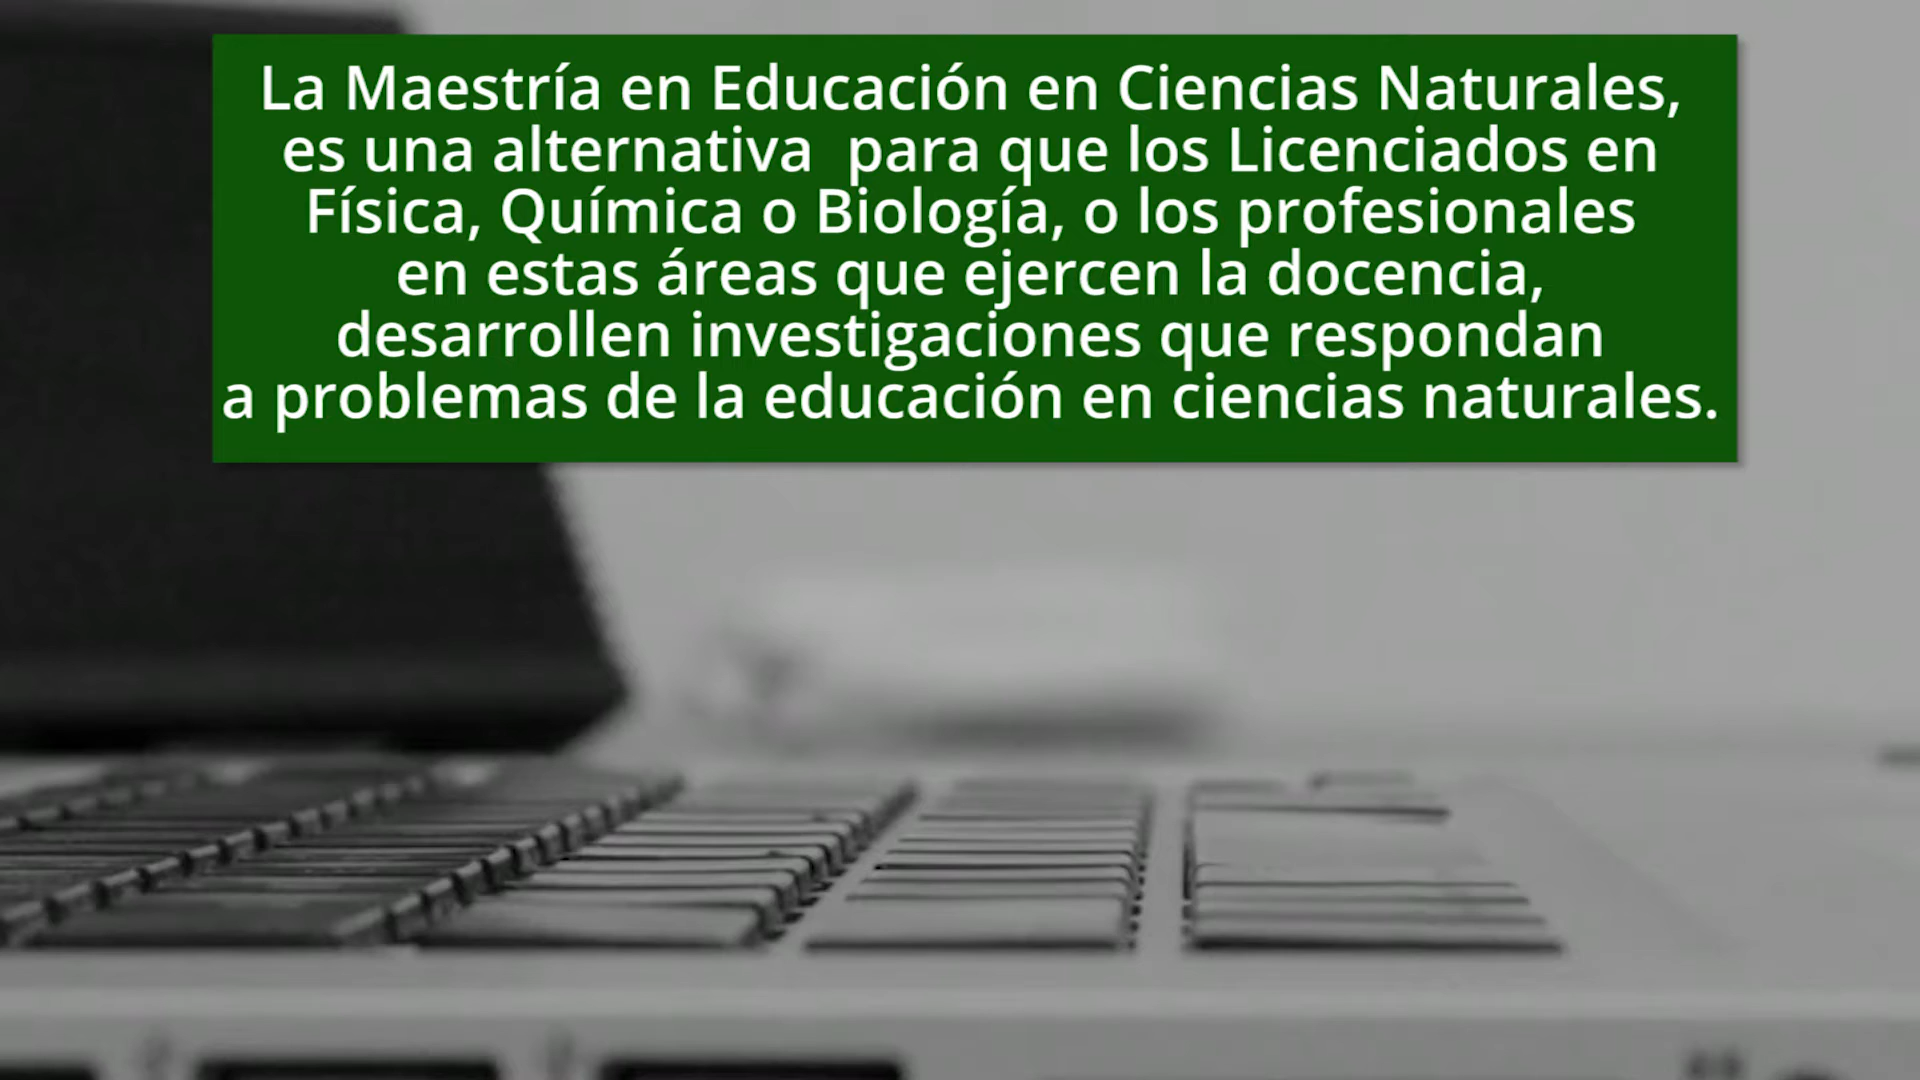 La Maestría en Educación en Ciencias Naturales,
es una alternativa  para que los Licenciados en
Física, Química o Biología, o los profesionales
en estas áreas que ejercen la docencia,
desarrollen investigaciones que respondan
a problemas de la educación en ciencias naturales.